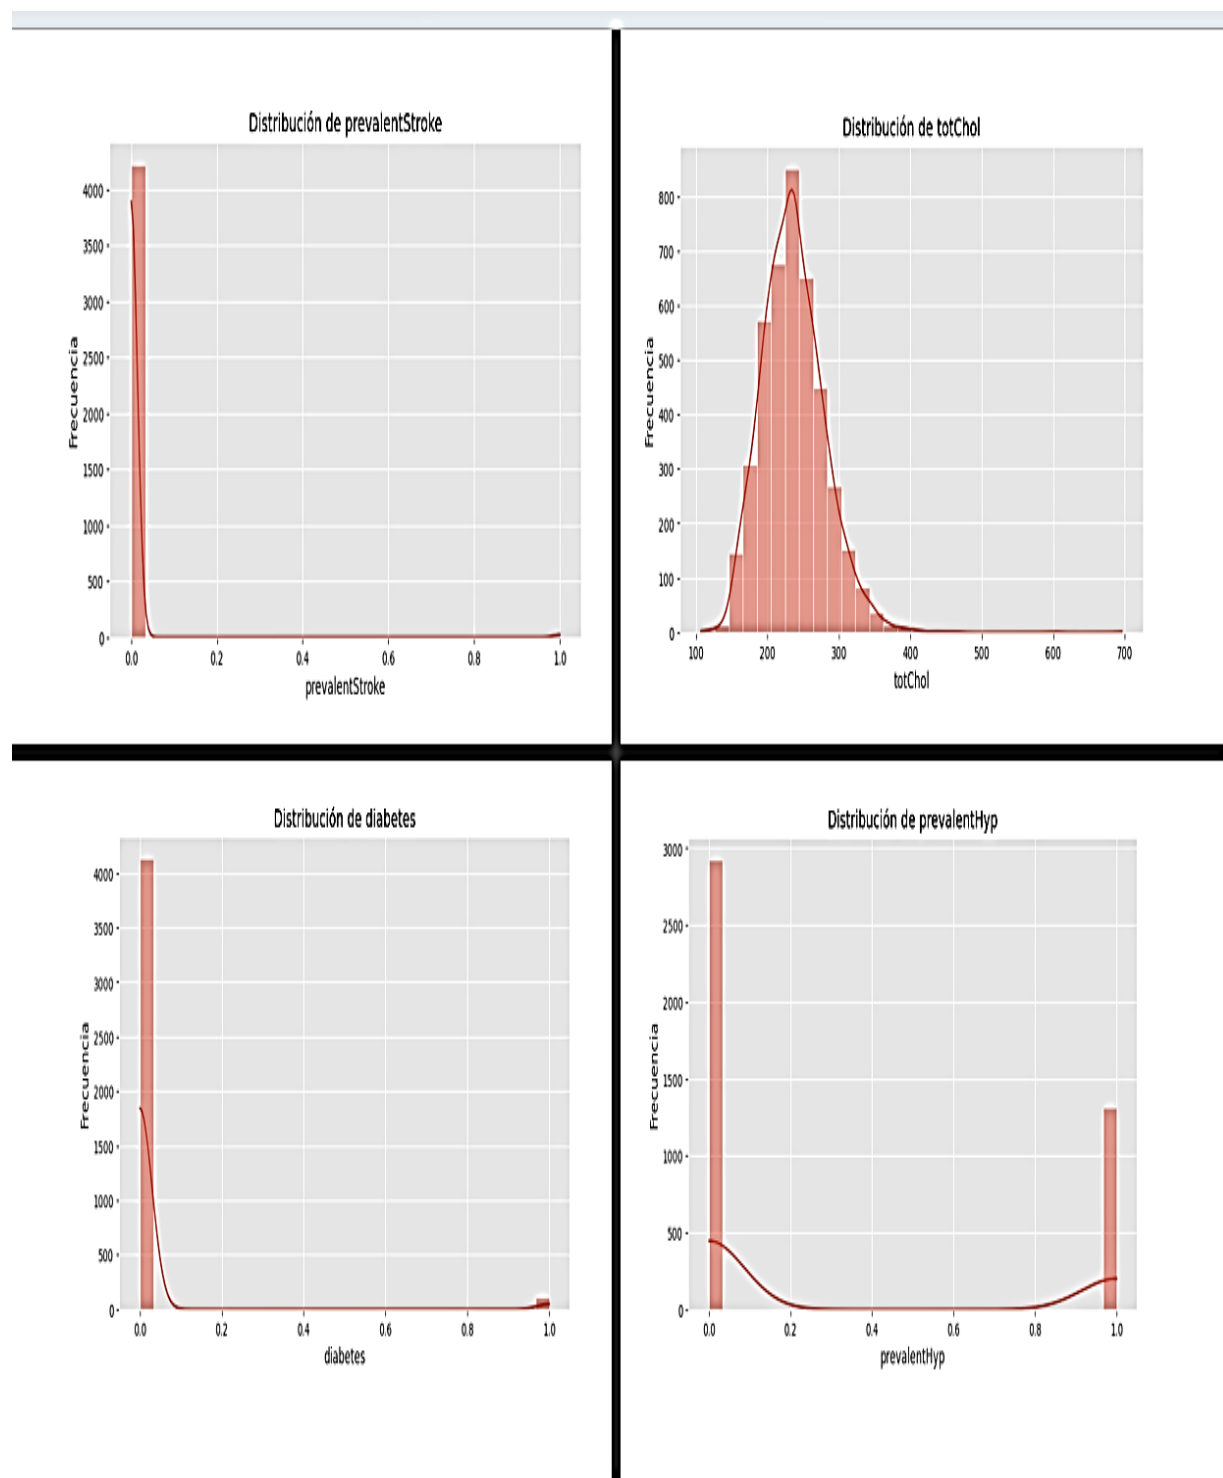 Distribución de prevalentStroke
4000
3500
3000
2500
2000
1500
1000
500
0
Frecuencia
0.0 0.2 0.4 0.6 0.8 1.0
prevalentStroke
Distribución de totChol
800
700
600
500
400
300
200
100
0
Frecuencia
100 200 300 400 500 600 700
totChol
Distribución de diabetes
4000
3500
3000
2500
2000
1500
1000
500
0
Frecuencia
0.0 0.2 0.4 0.6 0.8 1.0
diabetes
Distribución de prevalentHyp
3000
2500
2000
1500
1000
500
0
Frecuencia
0.0 0.2 0.4 0.6 0.8 1.0
prevalentHyp